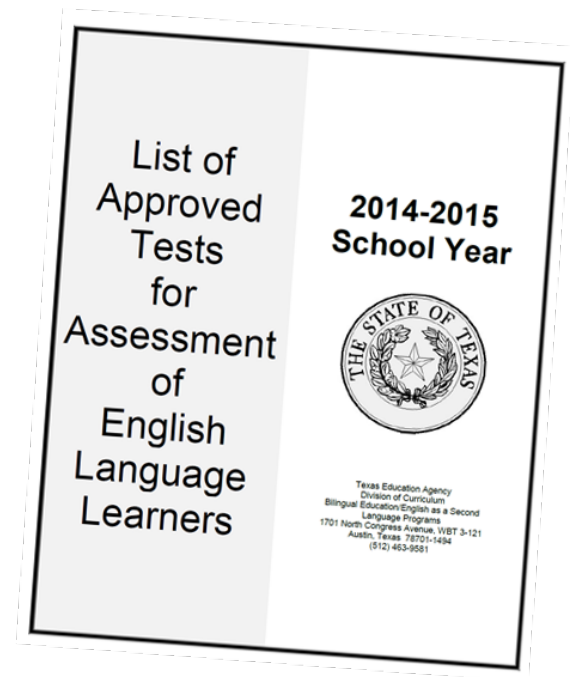 List of
Approved
Tests
for
Assessment
of
English
Language
Learners
2014-2015
School Year
THE STATE OF TEXAS
Texas Education Agency
Division of Curriculum
Bilingual Education/English as a Second
Language Programs
1701 North Congress Avenue, WBT 3-121
Austin, Texas 78701-1494
(512) 463-9581